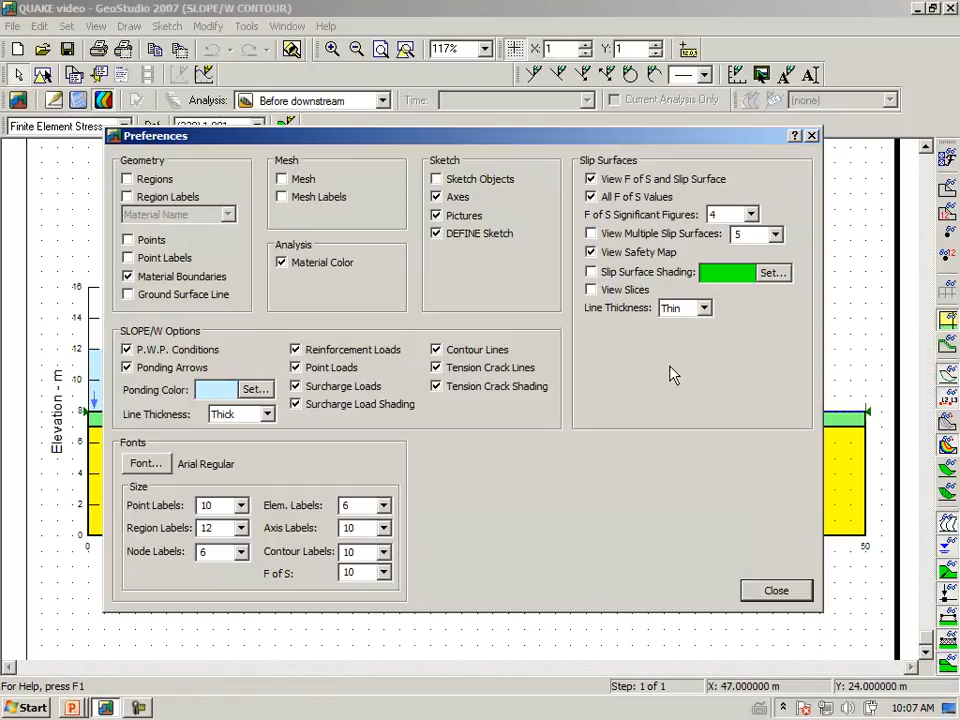 QUAKE video - GeoStudio 2007 (SLOPE/W CONTOUR)
File Edit Set View Draw Sketch Modify Tools Window Help
117% X: 1 Y: 1
Analysis: Before downstream Time: Current Analysis Only (none)
Finite Element Stress
Preferences
Geometry
Regions
Region Labels
Material Name
Points
Point Labels
Material Boundaries
Ground Surface Line
Mesh
Mesh
Mesh Labels
Analysis
Material Color
Sketch
Sketch Objects
Axes
Pictures
DEFINE Sketch
Slip Surfaces
View F of S and Slip Surface
All F of S Values
F of S Significant Figures: 4
View Multiple Slip Surfaces: 5
View Safety Map
Slip Surface Shading: Set...
View Slices
Line Thickness: Thin
SLOPE/W Options
P.W.P. Conditions
Ponding Arrows
Ponding Color: Set...
Line Thickness: Thick
Reinforcement Loads
Point Loads
Surcharge Loads
Surcharge Load Shading
Contour Lines
Tension Crack Lines
Tension Crack Shading
Fonts
Font... Arial Regular
Size
Point Labels: 10
Region Labels: 12
Node Labels: 6
Elem. Labels: 6
Axis Labels: 10
Contour Labels: 10
F of S: 10
Close
Elevation - m
16
14
12
10
8
6
4
2
0
0
50
For Help, press F1 Step: 1 of 1 X: 47.000000 m Y: 24.000000 m
Start 10:07 AM